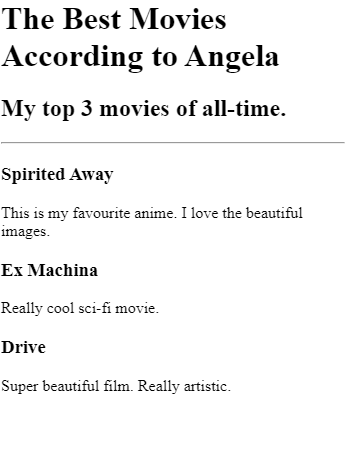 The Best Movies
According to Angela
My top 3 movies of all-time.
Spirited Away
This is my favourite anime. I love the beautiful
images.
Ex Machina
Really cool sci-fi movie.
Drive
Super beautiful film. Really artistic.